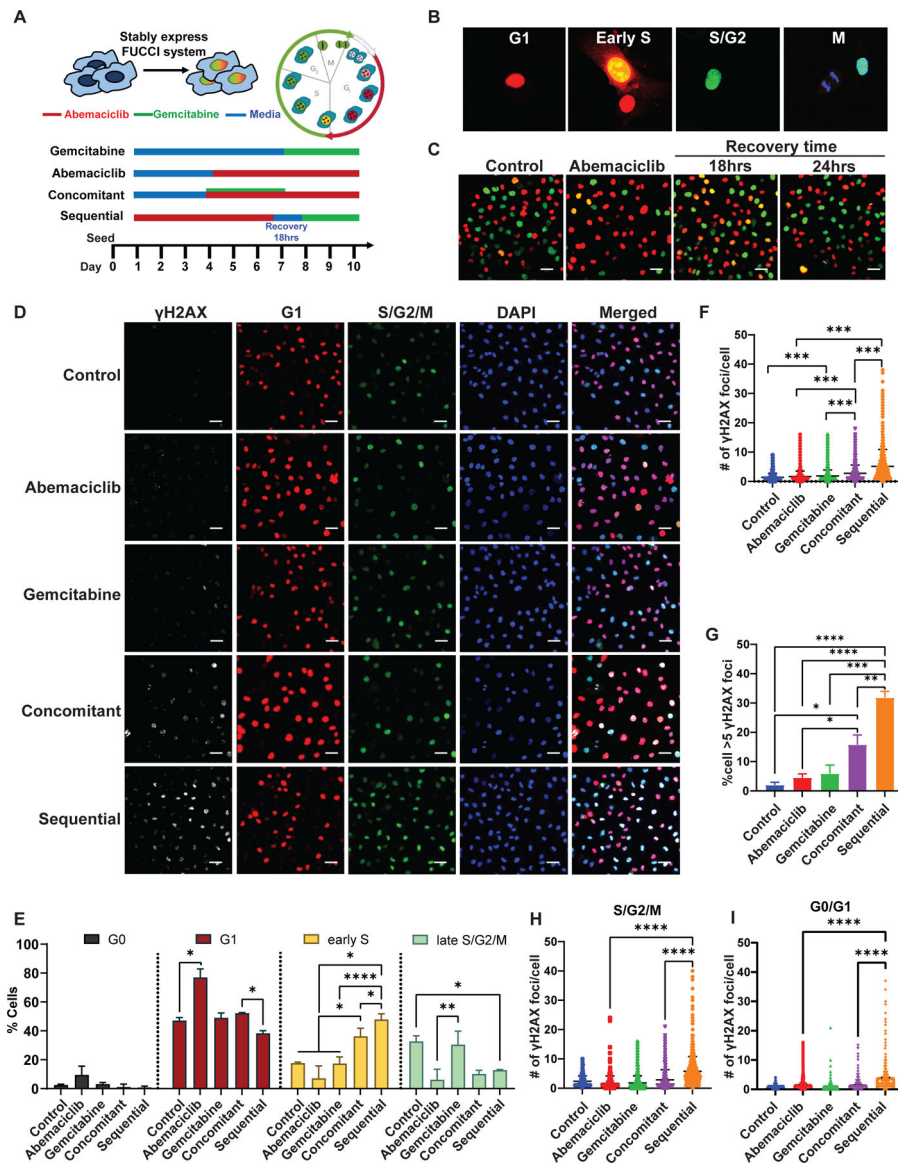 A
Stably express
FUCCI system
G₂
M
S
G₁
Abemaciclib
Gemcitabine
Media
Gemcitabine
Abemaciclib
Concomitant
Sequential
Recovery
18hrs
Seed
Day
0 1 2 3 4 5 6 7 8 9 10
B
G1
Early S
S/G2
M
C
Recovery time
Control
Abemaciclib
18hrs
24hrs
D
γH2AX
G1
S/G2/M
DAPI
Merged
Control
Abemaciclib
Gemcitabine
Concomitant
Sequential
F
# of γH2AX foci/cell
50
40
30
20
10
0
***
***
***
***
***
Control
Abemaciclib
Gemcitabine
Concomitant
Sequential
G
%cell >5 γH2AX foci
50
40
30
20
10
0
****
****
***
**
*
*
Control
Abemaciclib
Gemcitabine
Concomitant
Sequential
E
G0
G1
early S
late S/G2/M
% Cells
100
80
60
40
20
0
*
*
*
****
*
*
*
**
Control
Abemaciclib
Gemcitabine
Concomitant
Sequential
Control
Abemaciclib
Gemcitabine
Concomitant
Sequential
Control
Abemaciclib
Gemcitabine
Concomitant
Sequential
Control
Abemaciclib
Gemcitabine
Concomitant
Sequential
H
S/G2/M
# of γH2AX foci/cell
50
40
30
20
10
0
****
****
Control
Abemaciclib
Gemcitabine
Concomitant
Sequential
I
G0/G1
# of γH2AX foci/cell
50
40
30
20
10
0
****
****
Control
Abemaciclib
Gemcitabine
Concomitant
Sequential